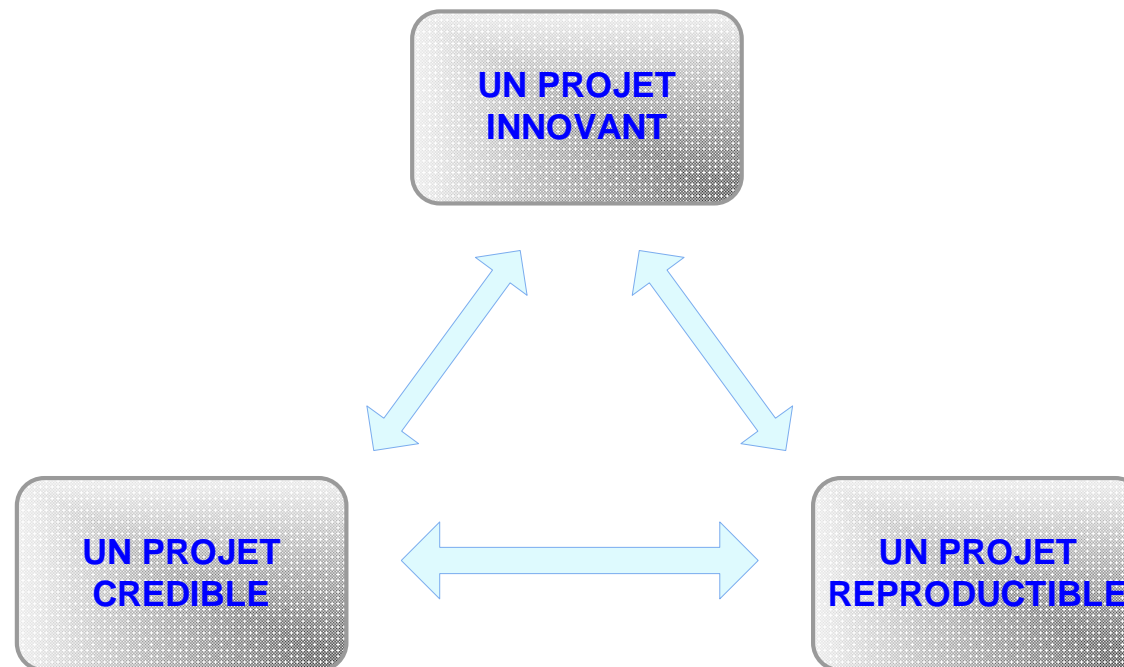 UN PROJET
INNOVANT
UN PROJET
CREDIBLE
UN PROJET
REPRODUCTIBLE